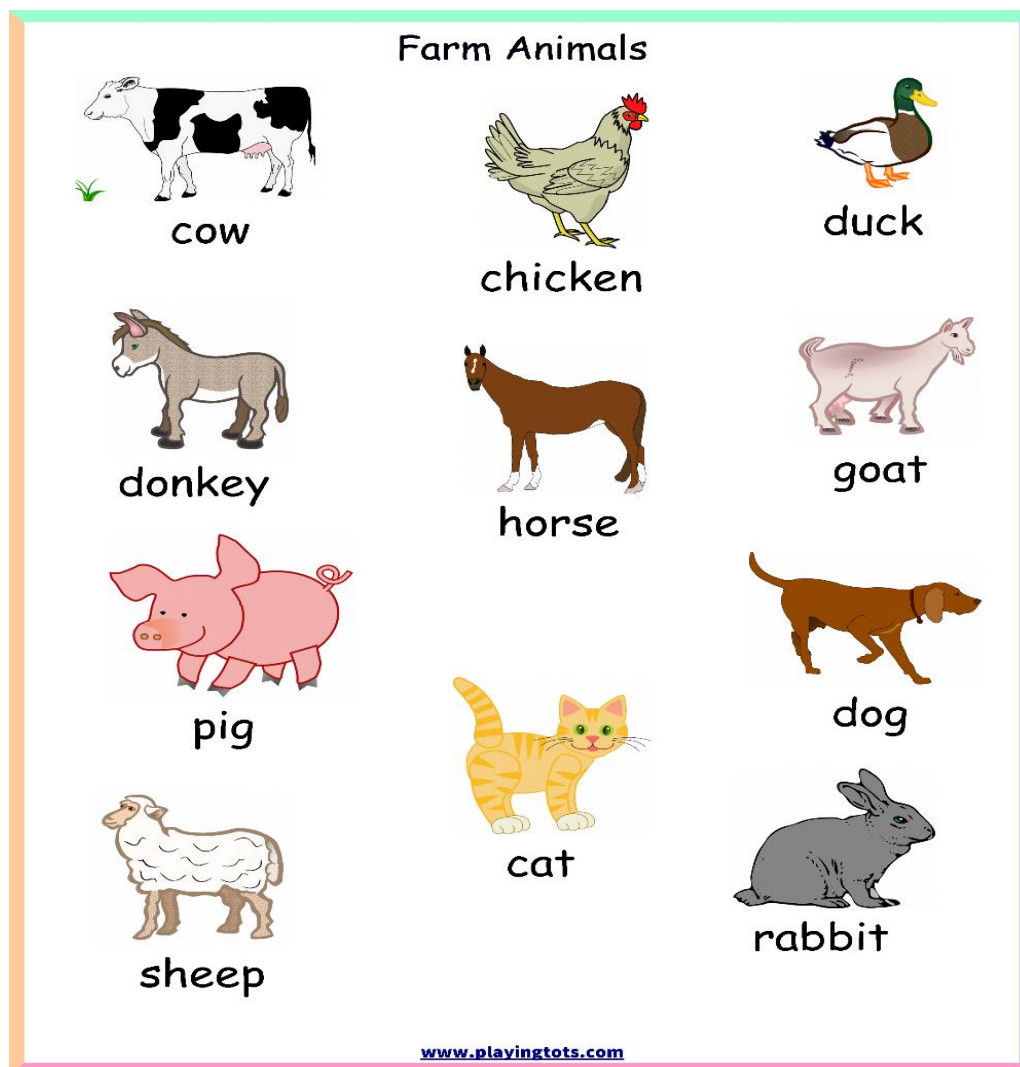 Farm Animals
cow
chicken
duck
donkey
horse
goat
pig
cat
dog
sheep
rabbit
www.playingtots.com